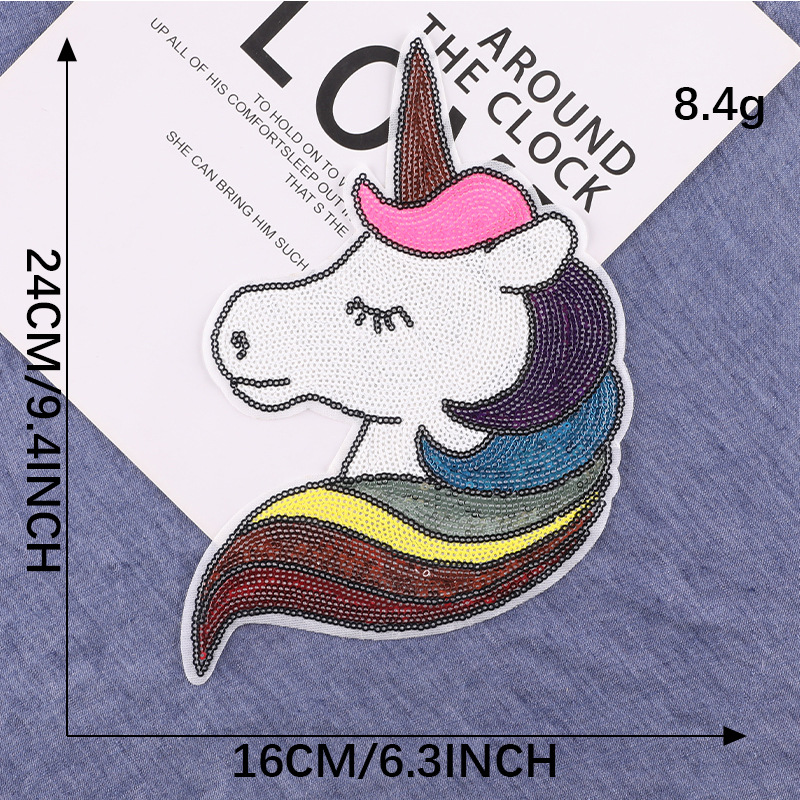 LO
AROUND
THE CLOCK
8.4g
UP ALL OF HIS COMFORTSLEEP OUT
TO HOLD ON TO
THAT'S THE
SHE CAN BRING HIM SUCH
24CM/9.4INCH
16CM/6.3INCH